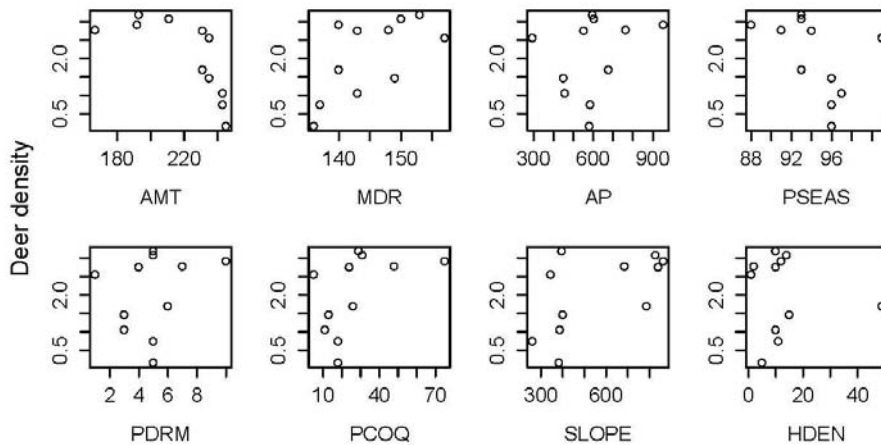 Deer density
0.5 2.0
180 220
AMT
140 150
MDR
0.5 2.0
300 600 900
AP
0.5 2.0
88 92 96
PSEAS
0.5 2.0
2 4 6 8
PDRM
0.5 2.0
10 40 70
PCOQ
0.5 2.0
300 600
SLOPE
0.5 2.0
0 20 40
HDEN
0.5 2.0